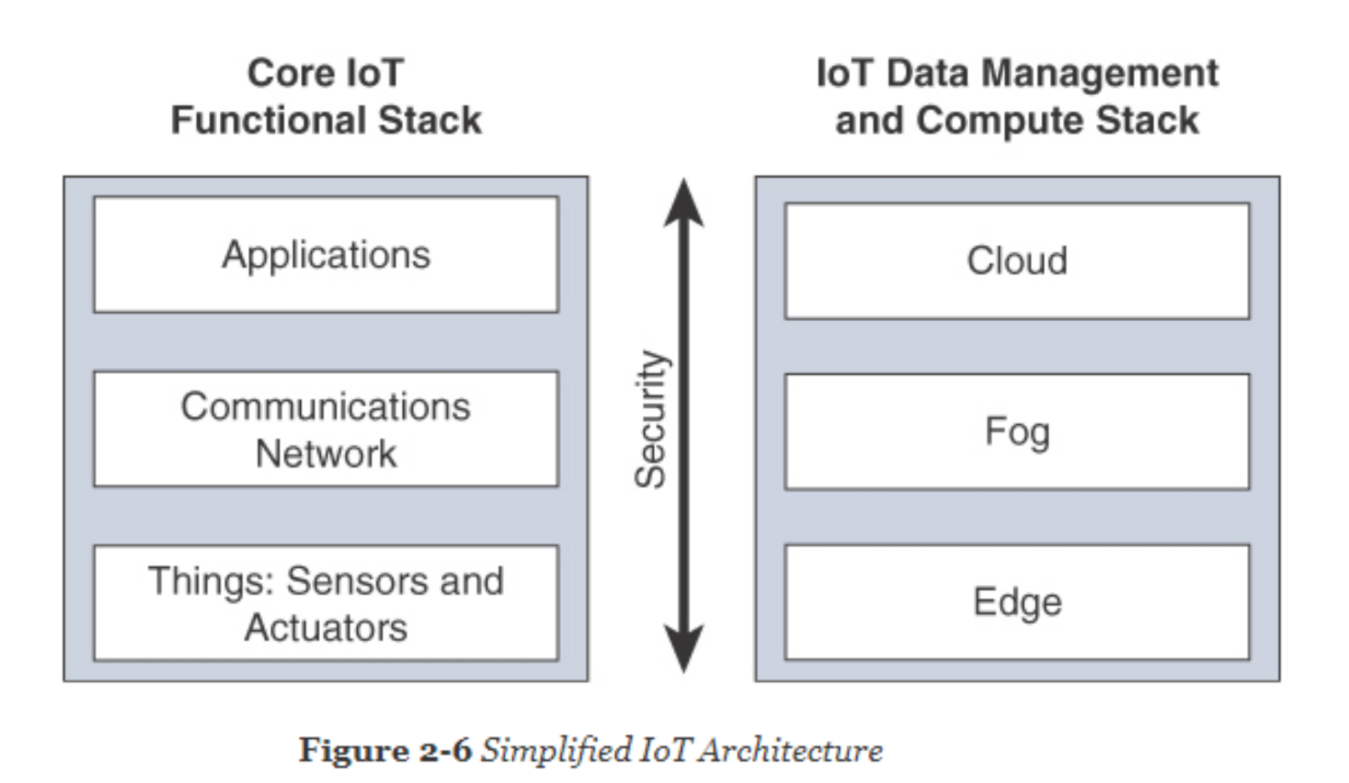 Core IoT
Functional Stack
Applications
Communications
Network
Things: Sensors and
Actuators
Security
IoT Data Management
and Compute Stack
Cloud
Fog
Edge
Figure 2-6 Simplified IoT Architecture